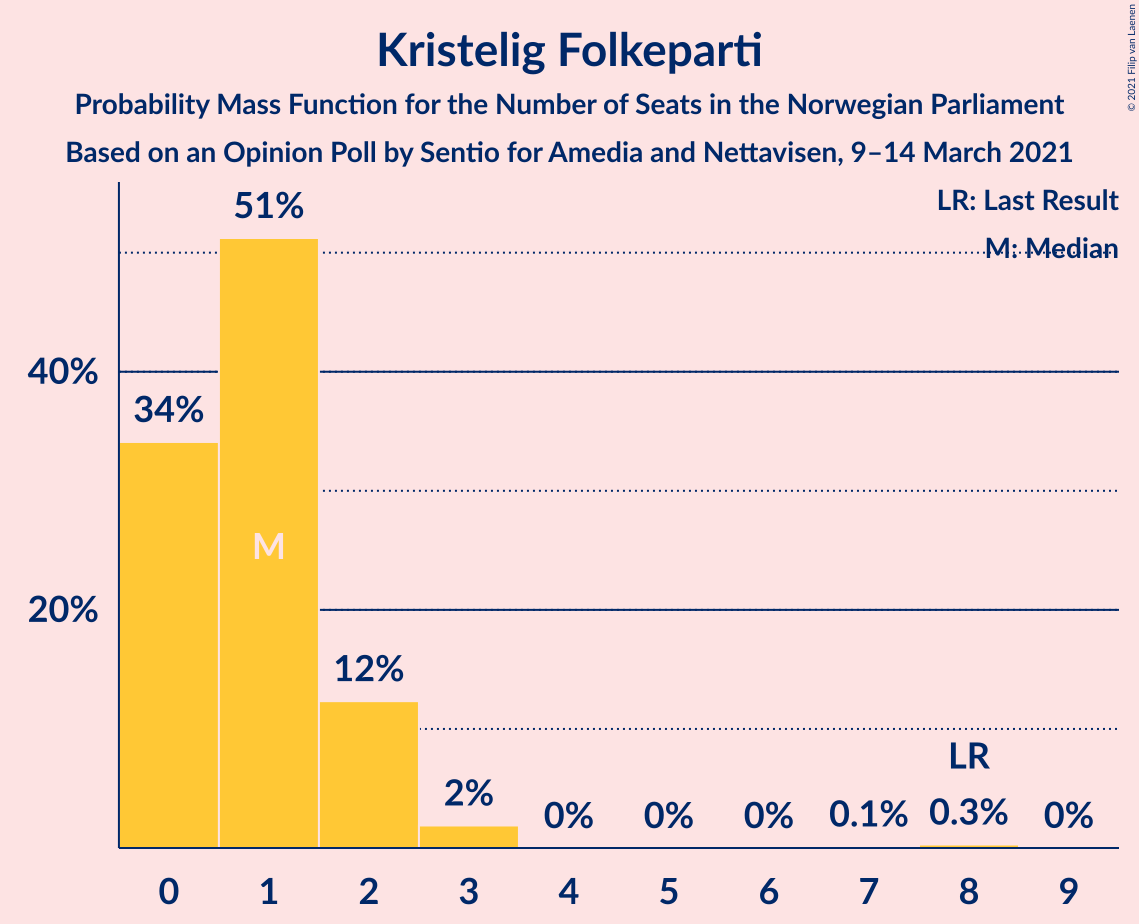 Kristelig Folkeparti
Probability Mass Function for the Number of Seats in the Norwegian Parliament
Based on an Opinion Poll by Sentio for Amedia and Nettavisen, 9–14 March 2021
© 2021 Filip van Laenen
LR: Last Result
M: Median
51%
40%
34%
M
20%
12%
LR
2%
0%
0%
0%
0.1%
0.3%
0%
0
1
2
3
4
5
6
7
8
9